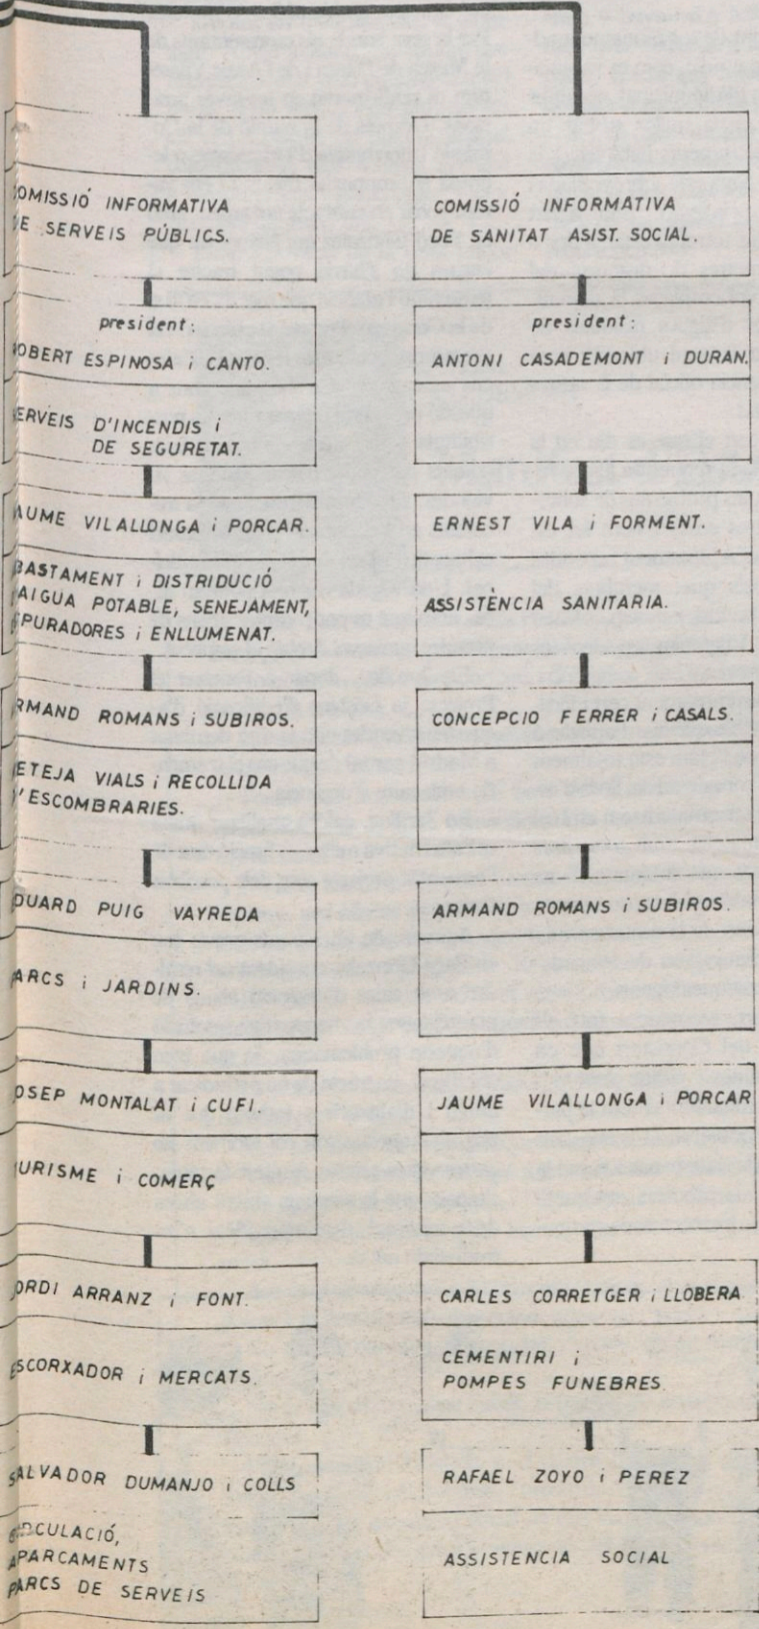 COMISSIÓ INFORMATIVA
DE SERVEIS PÚBLICS.
president:
ROBERT ESPINOSA i CANTO.
SERVEIS D'INCENDIS i
DE SEGURETAT.
JAUME VILALLONGA i PORCAR.
ABASTAMENT i DISTRIDUCIÓ
D'AIGUA POTABLE, SENEJAMENT,
EPURADORES i ENLLUMENAT.
ARMAND ROMANS i SUBIROS.
NETEJA VIALS i RECOLLIDA
D'ESCOMBRARIES.
EDUARD PUIG VAYREDA
PARCS i JARDINS.
JOSEP MONTALAT i CUFI.
TURISME i COMERÇ
JORDI ARRANZ i FONT.
ESCORXADOR i MERCATS.
SALVADOR DUMANJO i COLLS
CIRCULACIÓ,
APARCAMENTS
PARCS DE SERVEIS
COMISSIÓ INFORMATIVA
DE SANITAT ASIST. SOCIAL.
president:
ANTONI CASADEMONT i DURAN.
ERNEST VILA i FORMENT.
ASSISTÈNCIA SANITARIA.
CONCEPCIO FERRER i CASALS.
ARMAND ROMANS i SUBIROS.
JAUME VILALLONGA i PORCAR
CARLES CORRETGER i LLOBERA
CEMENTIRI i
POMPES FUNEBRES.
RAFAEL ZOYO i PEREZ
ASSISTENCIA SOCIAL